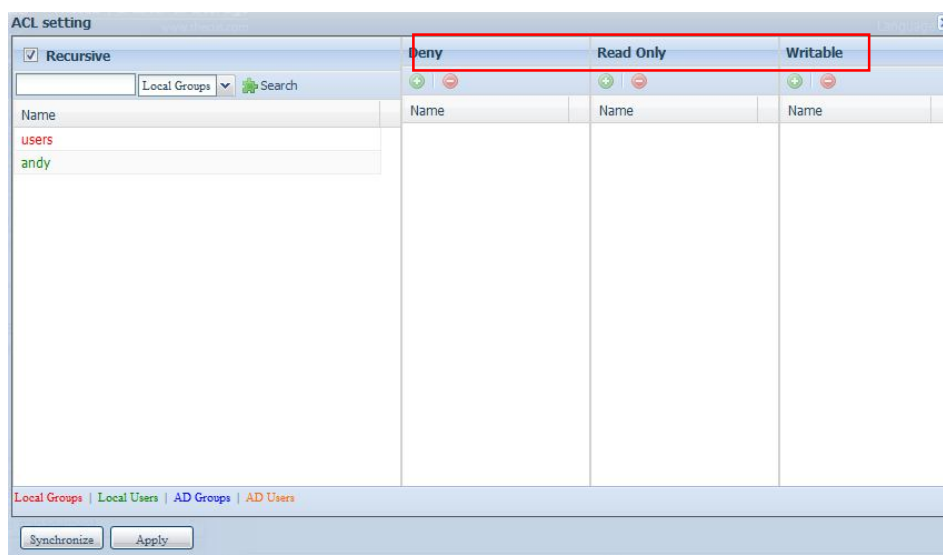 ACL setting
Recursive
Deny
Read Only
Writable
Local Groups
Search
Name
Name
Name
Name
users
andy
Local Groups | Local Users | AD Groups | AD Users
Synchronize
Apply